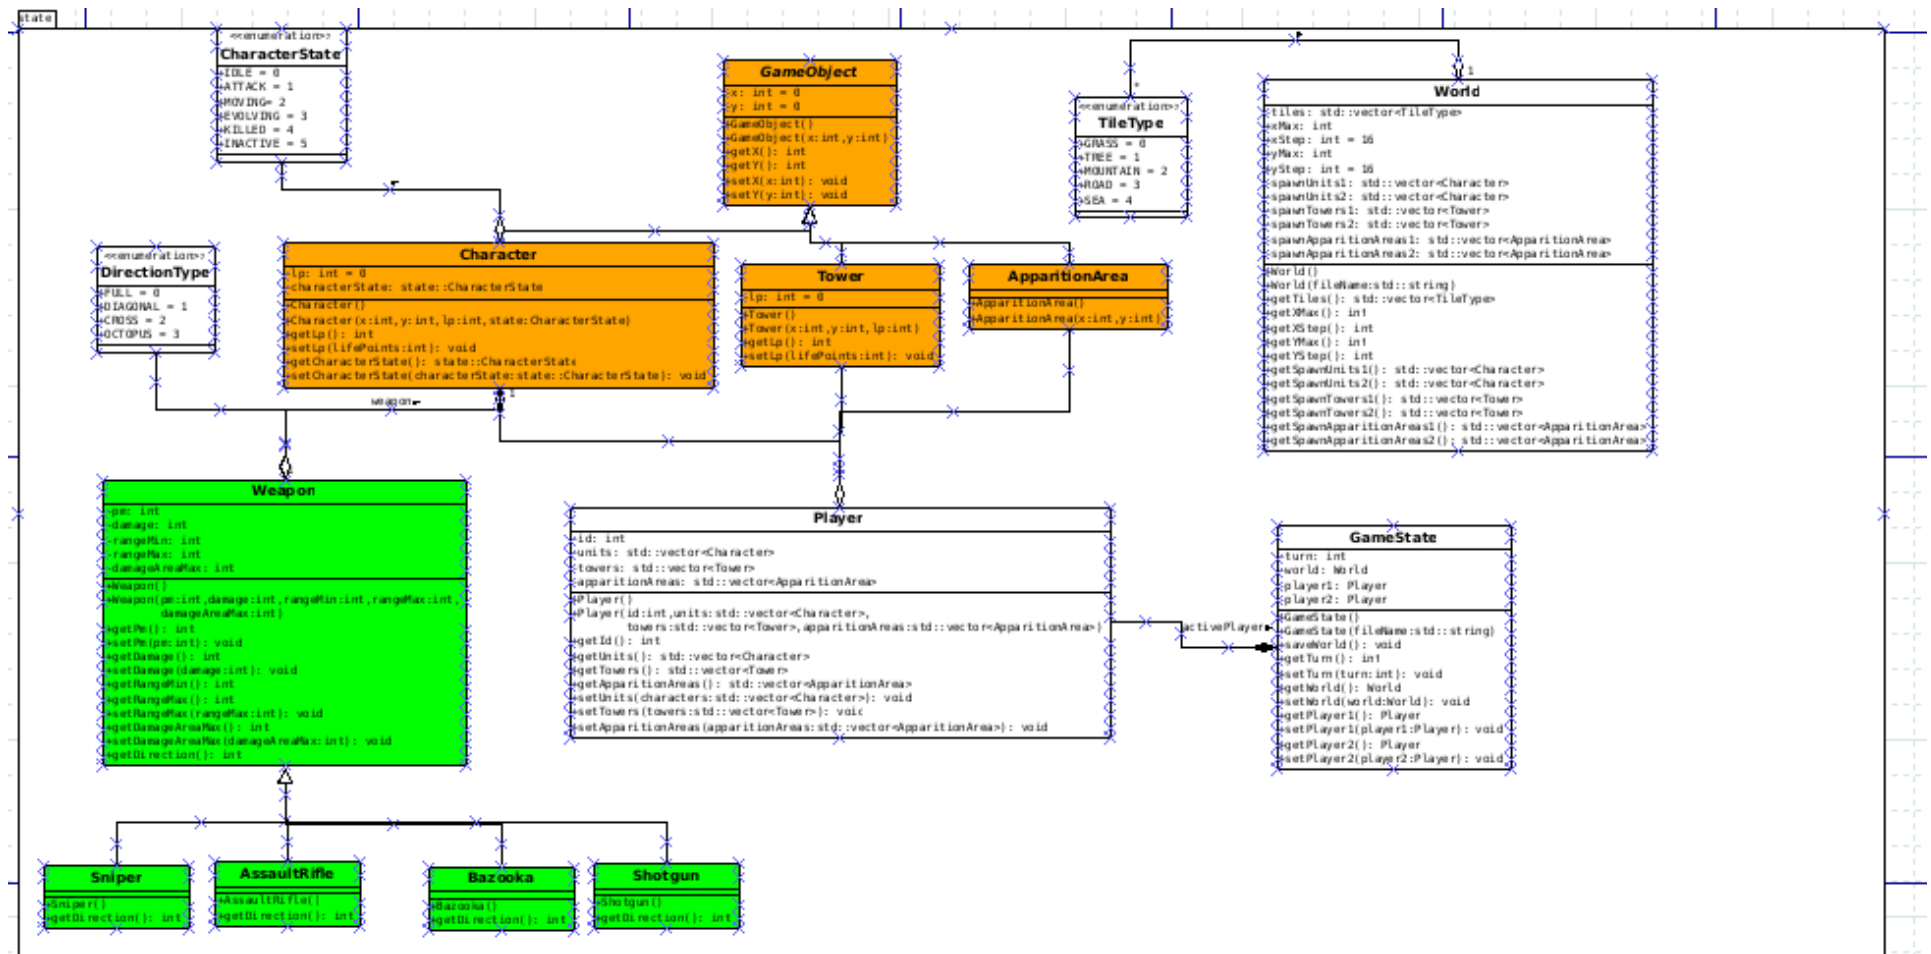 state
<<enumeration>>
CharacterState
+IDLE = 0
+ATTACK = 1
+MOVING= 2
+EVOLVING = 3
+KILLED = 4
+INACTIVE = 5
GameObject
-x: int = 0
-y: int = 0
+GameObject()
+GameObject(x:int,y:int)
+getX(): int
+getY(): int
+setX(x:int): void
+setY(y:int): void
*
<<enumeration>>
TileType
+GRASS = 0
+TREE = 1
+MOUNTAIN = 2
+ROAD = 3
+SEA = 4
1
World
-tiles: std::vector<TileType>
-xMax: int
-xStep: int = 16
-yMax: int
-yStep: int = 16
-spawnUnits1: std::vector<Character>
-spawnUnits2: std::vector<Character>
-spawnTowers1: std::vector<Tower>
-spawnTowers2: std::vector<Tower>
-spawnApparitionAreas1: std::vector<ApparitionArea>
-spawnApparitionAreas2: std::vector<ApparitionArea>
+World()
+World(fileName:std::string)
+getTiles(): std::vector<TileType>
+getXMax(): int
+getXStep(): int
+getYMax(): int
+getYStep(): int
+getSpawnUnits1(): std::vector<Character>
+getSpawnUnits2(): std::vector<Character>
+getSpawnTowers1(): std::vector<Tower>
+getSpawnTowers2(): std::vector<Tower>
+getSpawnApparitionAreas1(): std::vector<ApparitionArea>
+getSpawnApparitionAreas2(): std::vector<ApparitionArea>
<<enumeration>>
DirectionType
+FULL = 0
+DIAGONAL = 1
+CROSS = 2
+OCTOPUS = 3
Character
-lp: int = 0
-characterState: state::CharacterState
+Character()
+Character(x:int,y:int,lp:int,state:CharacterState)
+getLp(): int
+setLp(lifePoints:int): void
+getCharacterState(): state::CharacterState
+setCharacterState(characterState:state::CharacterState): void
Tower
-lp: int = 0
+Tower()
+Tower(x:int,y:int,lp:int)
+getLp(): int
+setLp(lifePoints:int): void
ApparitionArea
+ApparitionArea()
+ApparitionArea(x:int,y:int)
weapon
1
Weapon
-pm: int
-damage: int
-rangeMin: int
-rangeMax: int
-damageAreaMax: int
+Weapon()
+Weapon(pm:int,damage:int,rangeMin:int,rangeMax:int,
damageAreaMax:int)
+getPm(): int
+setPm(pm:int): void
+getDamage(): int
+setDamage(damage:int): void
+getRangeMin(): int
+getRangeMax(): int
+setRangeMax(rangeMax:int): void
+getDamageAreaMax(): int
+setDamageAreaMax(damageAreaMax:int): void
+getDirection(): int
Player
-id: int
-units: std::vector<Character>
-towers: std::vector<Tower>
-apparitionAreas: std::vector<ApparitionArea>
+Player()
+Player(id:int,units:std::vector<Character>,
towers:std::vector<Tower>,apparitionAreas:std::vector<ApparitionArea>)
+getId(): int
+getUnits(): std::vector<Character>
+getTowers(): std::vector<Tower>
+getApparitionAreas(): std::vector<ApparitionArea>
+setUnits(characters:std::vector<Character>): void
+setTowers(towers:std::vector<Tower>): void
+setApparitionAreas(apparitionAreas:std::vector<ApparitionArea>): void
activePlayer
GameState
-turn: int
-world: World
-player1: Player
-player2: Player
+GameState()
+GameState(fileName:std::string)
+saveWorld(): void
+getTurn(): int
+setTurn(turn:int): void
+getWorld(): World
+setWorld(world:World): void
+getPlayer1(): Player
+setPlayer1(player1:Player): void
+getPlayer2(): Player
+setPlayer2(player2:Player): void
Sniper
+Sniper()
+getDirection(): int
AssaultRifle
+AssaultRifle()
+getDirection(): int
Bazooka
+Bazooka()
+getDirection(): int
Shotgun
+Shotgun()
+getDirection(): int